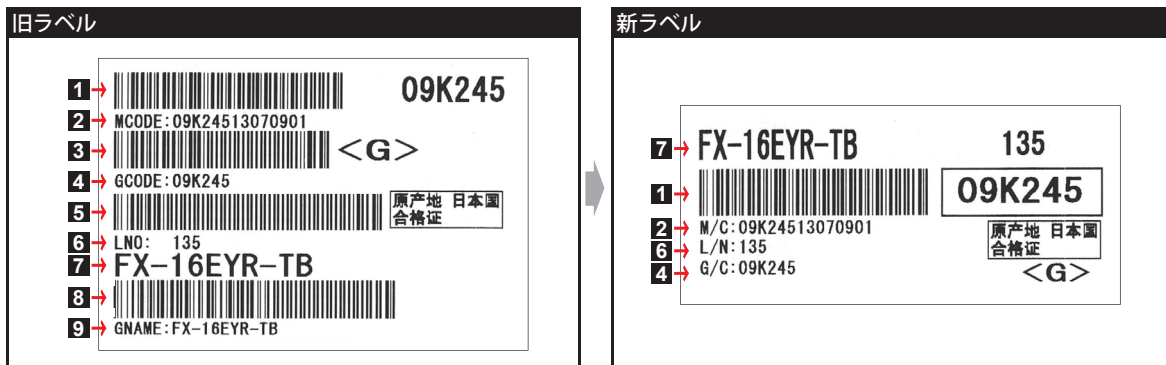 旧ラベル
1 09K245
2 MCODE:09K24513070901
3 <G>
4 GCODE:09K245
5 原产地 日本国
合格证
6 LNO: 135
7 FX-16EYR-TB
8
9 GNAME:FX-16EYR-TB
新ラベル
7 FX-16EYR-TB 135
1 09K245
2 M/C:09K24513070901
6 L/N:135
4 G/C:09K245
原产地 日本国
合格证
<G>